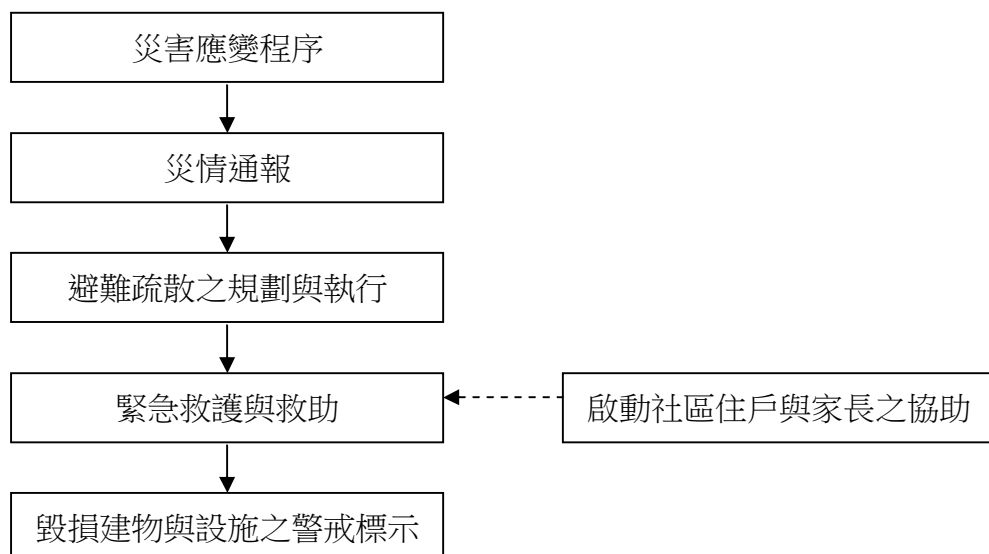 災害應變程序
災情通報
避難疏散之規劃與執行
緊急救護與救助
啟動社區住戶與家長之協助
毀損建物與設施之警戒標示